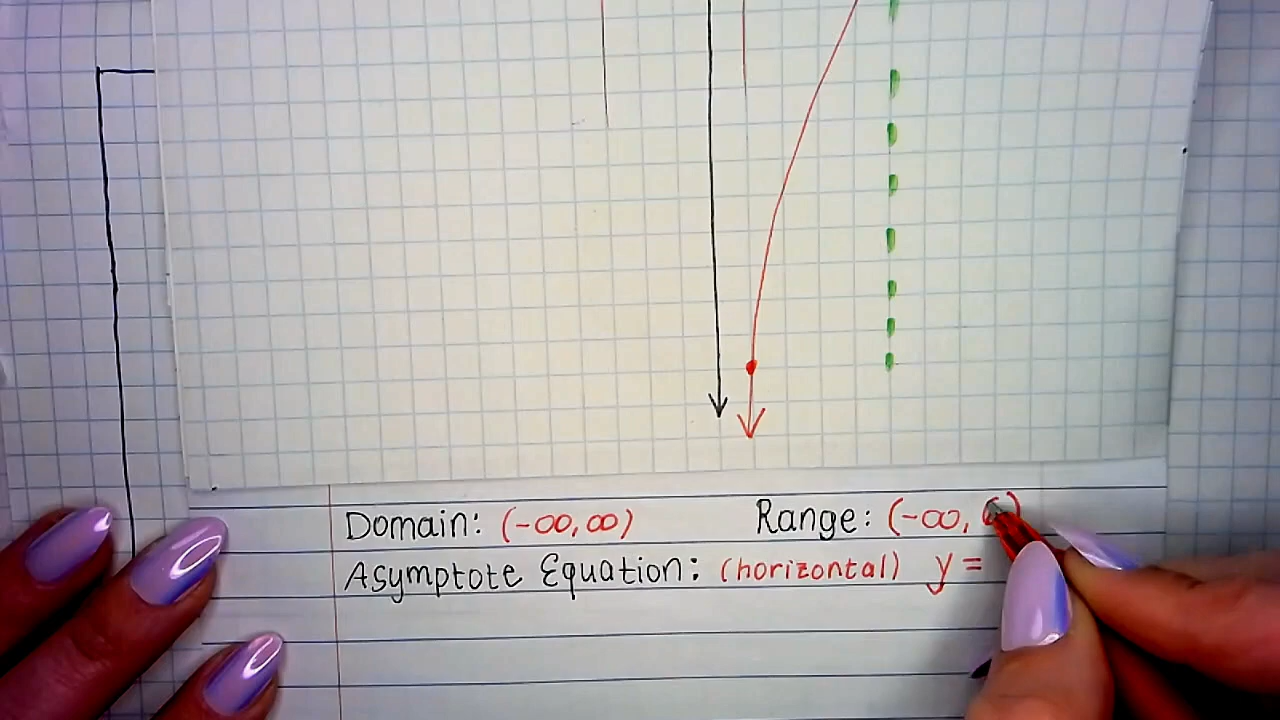 Domain: (-∞,∞) Range: (-∞, )
Asymptote Equation: (horizontal) y =